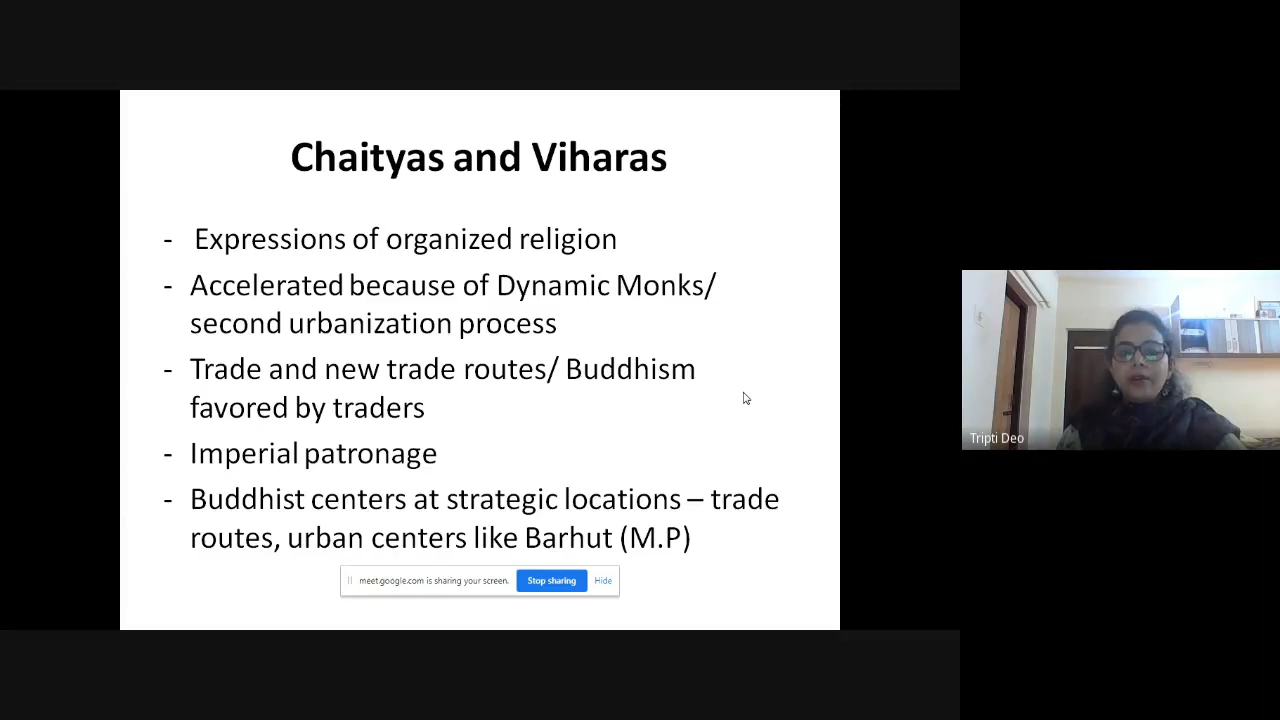 Chaityas and Viharas
- Expressions of organized religion
- Accelerated because of Dynamic Monks/
second urbanization process
- Trade and new trade routes/ Buddhism
favored by traders
- Imperial patronage
- Buddhist centers at strategic locations – trade
routes, urban centers like Barhut (M.P)
meet.google.com is sharing your screen. Stop sharing Hide
Tripti Deo